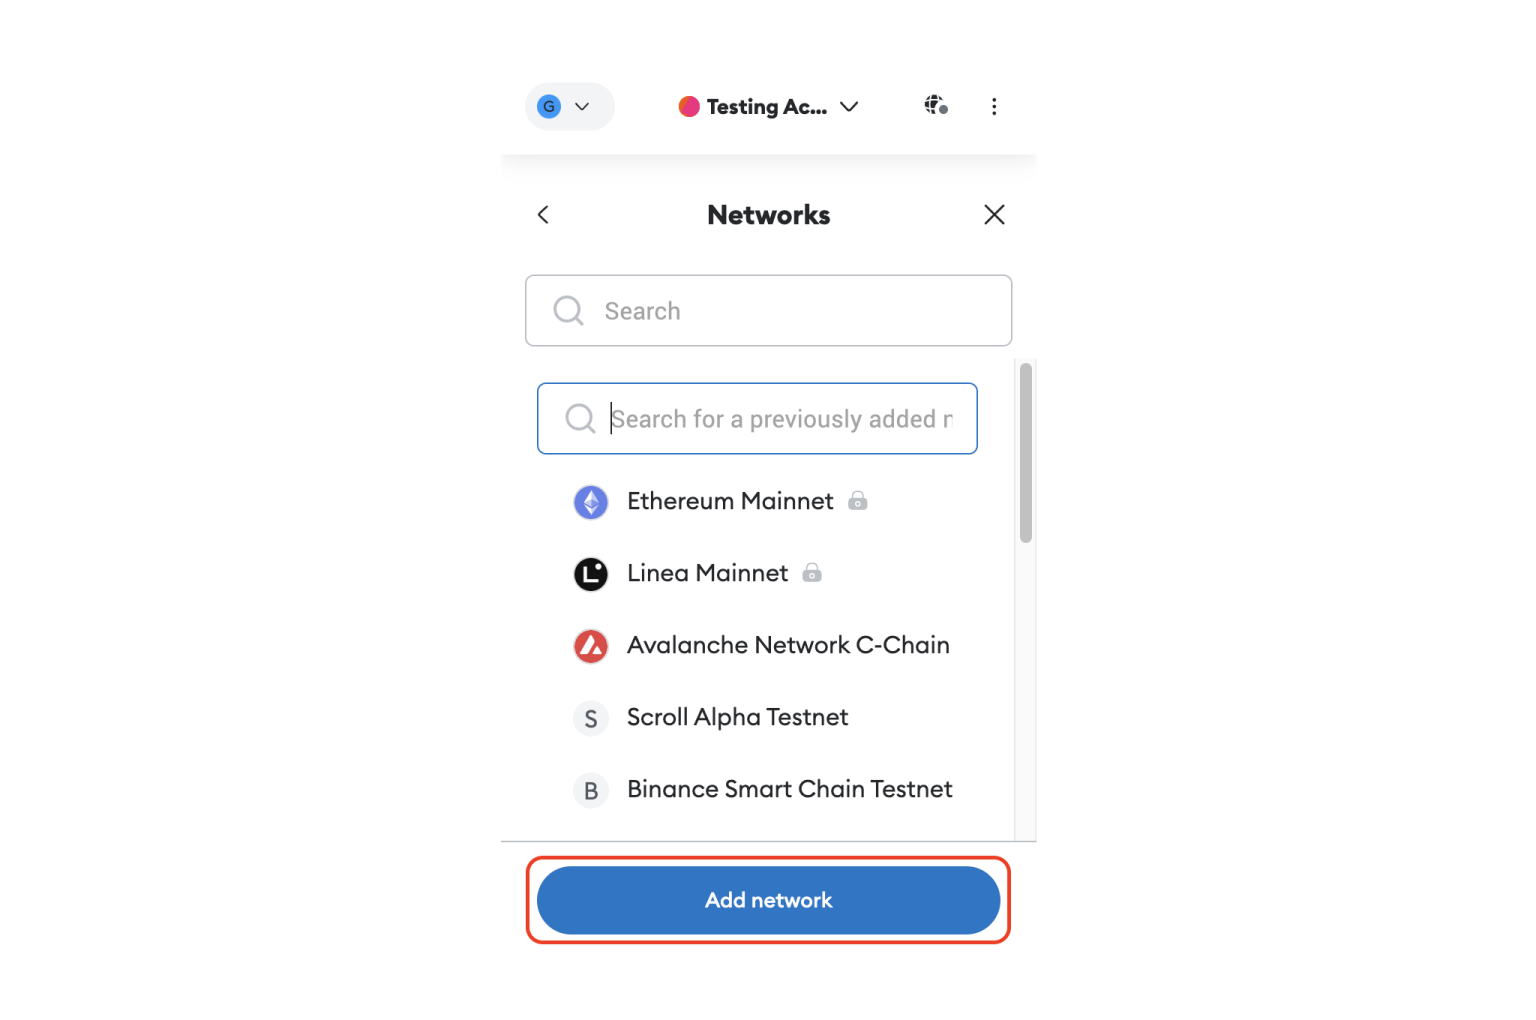 G
Testing Ac...
Networks
Search
Search for a previously added n
Ethereum Mainnet
Linea Mainnet
Avalanche Network C-Chain
S Scroll Alpha Testnet
B Binance Smart Chain Testnet
Add network